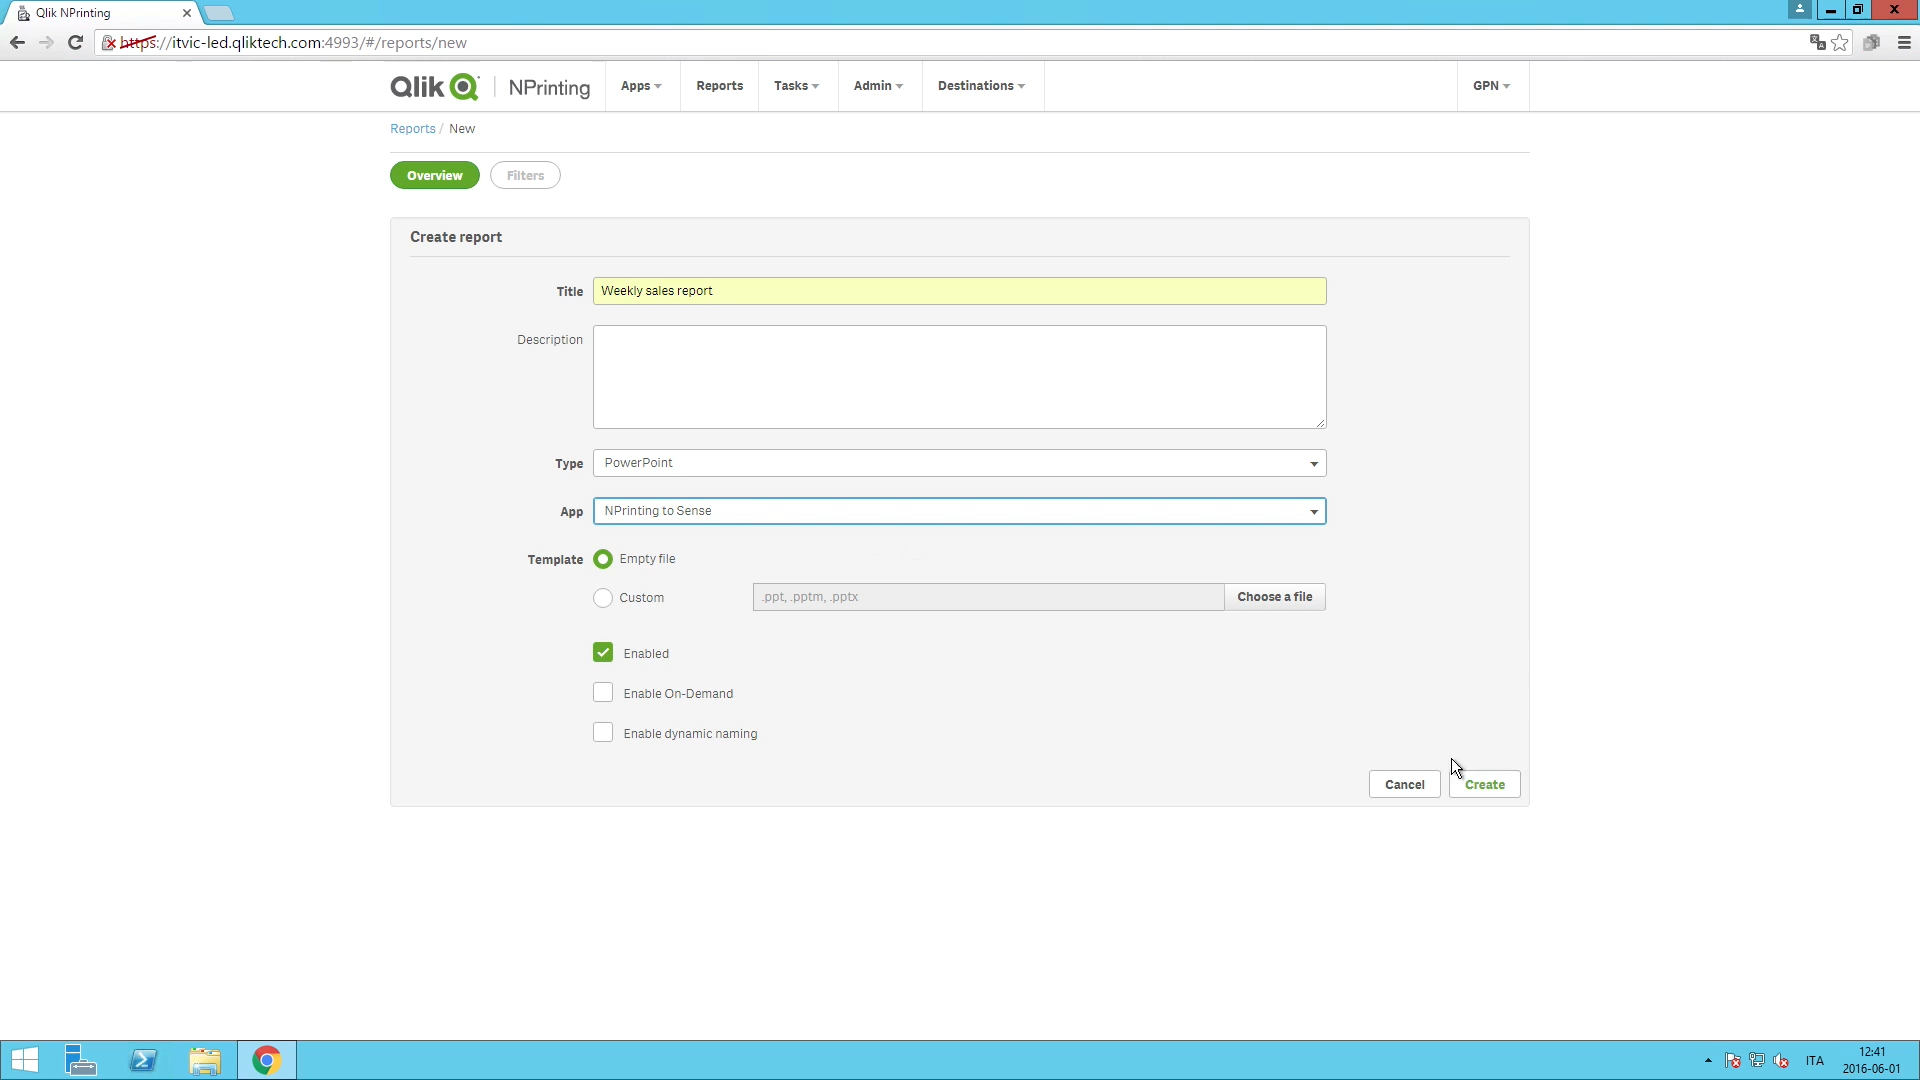 Qlik NPrinting
https://itvic-led.qliktech.com:4993/#/reports/new
Qlik NPrinting Apps Reports Tasks Admin Destinations GPN
Reports / New
Overview Filters
Create report
Title Weekly sales report
Description
Type PowerPoint
App NPrinting to Sense
Template Empty file
Custom .ppt, .pptm, .pptx Choose a file
Enabled
Enable On-Demand
Enable dynamic naming
Cancel Create
ITA 12:41
2016-06-01